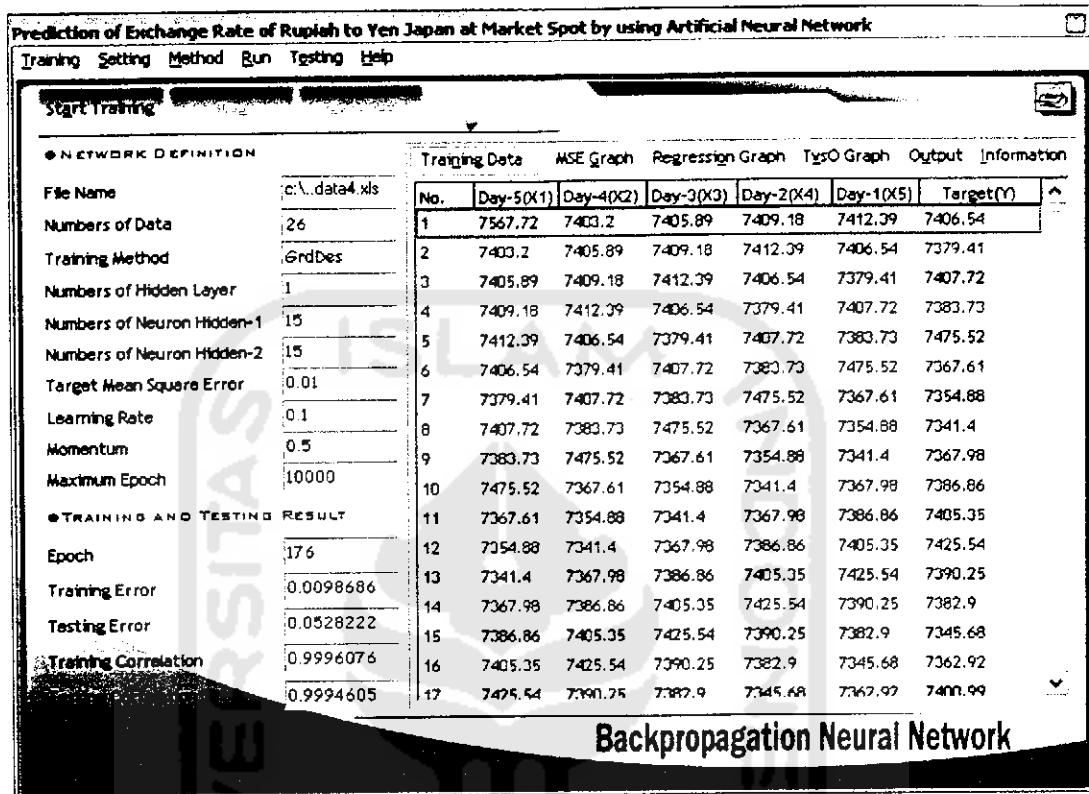 Prediction of Exchange Rate of Rupiah to Yen Japan at Market Spot by using Artificial Neural Network
Training Setting Method Run Testing Help
Start Training
NETWORK DEFINITION
File Name c:\..data4.xls
Numbers of Data 26
Training Method GrdDes
Numbers of Hidden Layer 1
Numbers of Neuron Hidden-1 15
Numbers of Neuron Hidden-2 15
Target Mean Square Error 0.01
Learning Rate 0.1
Momentum 0.5
Maximum Epoch 10000
TRAINING AND TESTING RESULT
Epoch 176
Training Error 0.0098686
Testing Error 0.0528222
Training Correlation 0.9996076
0.9994605
Training Data MSE Graph Regression Graph TvsO Graph Output Information
No. Day-5(X1) Day-4(X2) Day-3(X3) Day-2(X4) Day-1(X5) Target(Y)
1 7567.72 7403.2 7405.89 7409.18 7412.39 7406.54
2 7403.2 7405.89 7409.18 7412.39 7406.54 7379.41
3 7405.89 7409.18 7412.39 7406.54 7379.41 7407.72
4 7409.18 7412.39 7406.54 7379.41 7407.72 7383.73
5 7412.39 7406.54 7379.41 7407.72 7383.73 7475.52
6 7406.54 7379.41 7407.72 7383.73 7475.52 7367.61
7 7379.41 7407.72 7383.73 7475.52 7367.61 7354.88
8 7407.72 7383.73 7475.52 7367.61 7354.88 7341.4
9 7383.73 7475.52 7367.61 7354.88 7341.4 7367.98
10 7475.52 7367.61 7354.88 7341.4 7367.98 7386.86
11 7367.61 7354.88 7341.4 7367.98 7386.86 7405.35
12 7354.88 7341.4 7367.98 7386.86 7405.35 7425.54
13 7341.4 7367.98 7386.86 7405.35 7425.54 7390.25
14 7367.98 7386.86 7405.35 7425.54 7390.25 7382.9
15 7386.86 7405.35 7425.54 7390.25 7382.9 7345.68
16 7405.35 7425.54 7390.25 7382.9 7345.68 7362.92
17 7425.54 7390.25 7382.9 7345.68 7362.92 7400.99
Backpropagation Neural Network
ISLAM